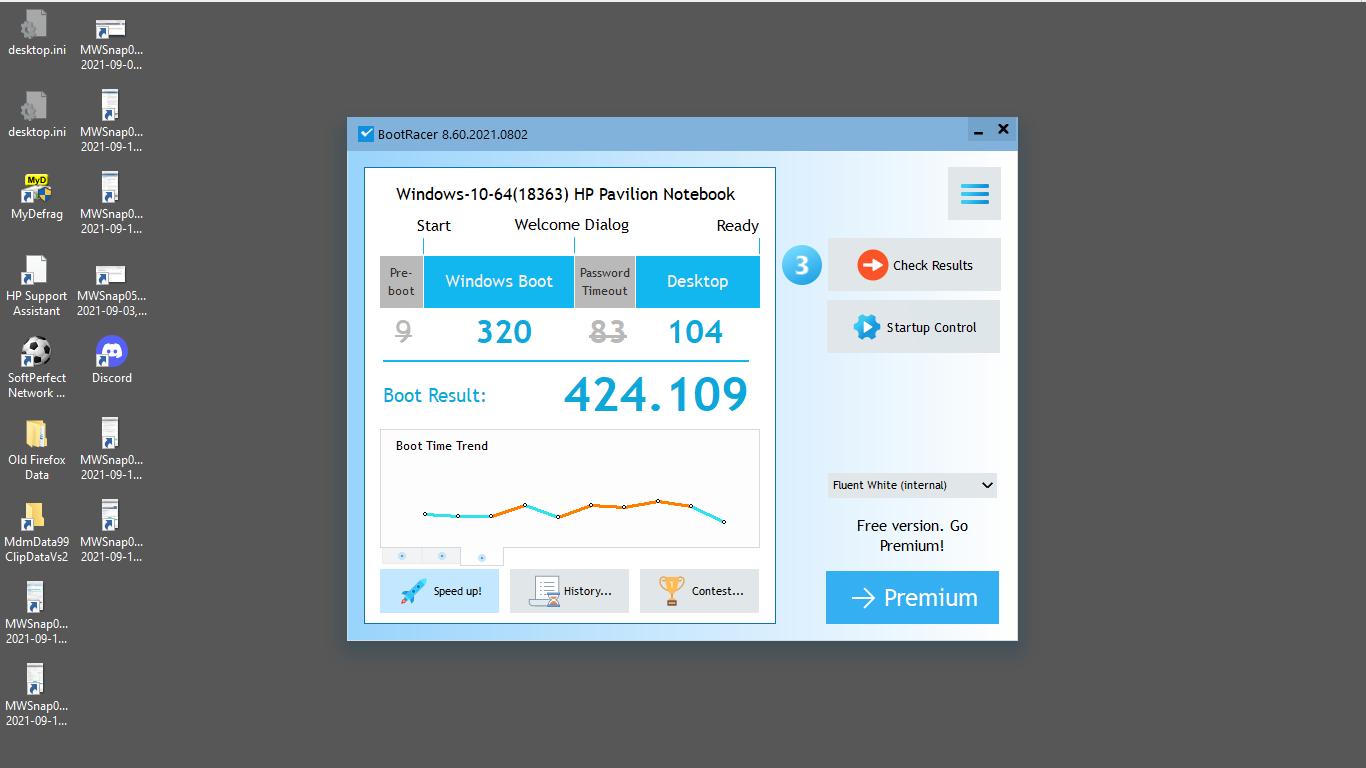 desktop.ini
MWSnap0...
2021-09-0...
desktop.ini
MWSnap0...
2021-09-1...
MyD
MyDefrag
MWSnap0...
2021-09-1...
HP Support
Assistant
MWSnap05...
2021-09-03,...
SoftPerfect
Network ...
Discord
Old Firefox
Data
MWSnap0...
2021-09-1...
MdmData99
ClipDataVs2
MWSnap0...
2021-09-1...
MWSnap0...
2021-09-1...
MWSnap0...
2021-09-1...
BootRacer 8.60.2021.0802
Windows-10-64(18363) HP Pavilion Notebook
Start
Welcome Dialog
Ready
Pre-
boot
Windows Boot
Password
Timeout
Desktop
9
320
83
104
Boot Result:
424.109
Boot Time Trend
Speed up!
History...
1
Contest...
3
Check Results
Startup Control
Fluent White (internal)
Free version. Go
Premium!
Premium